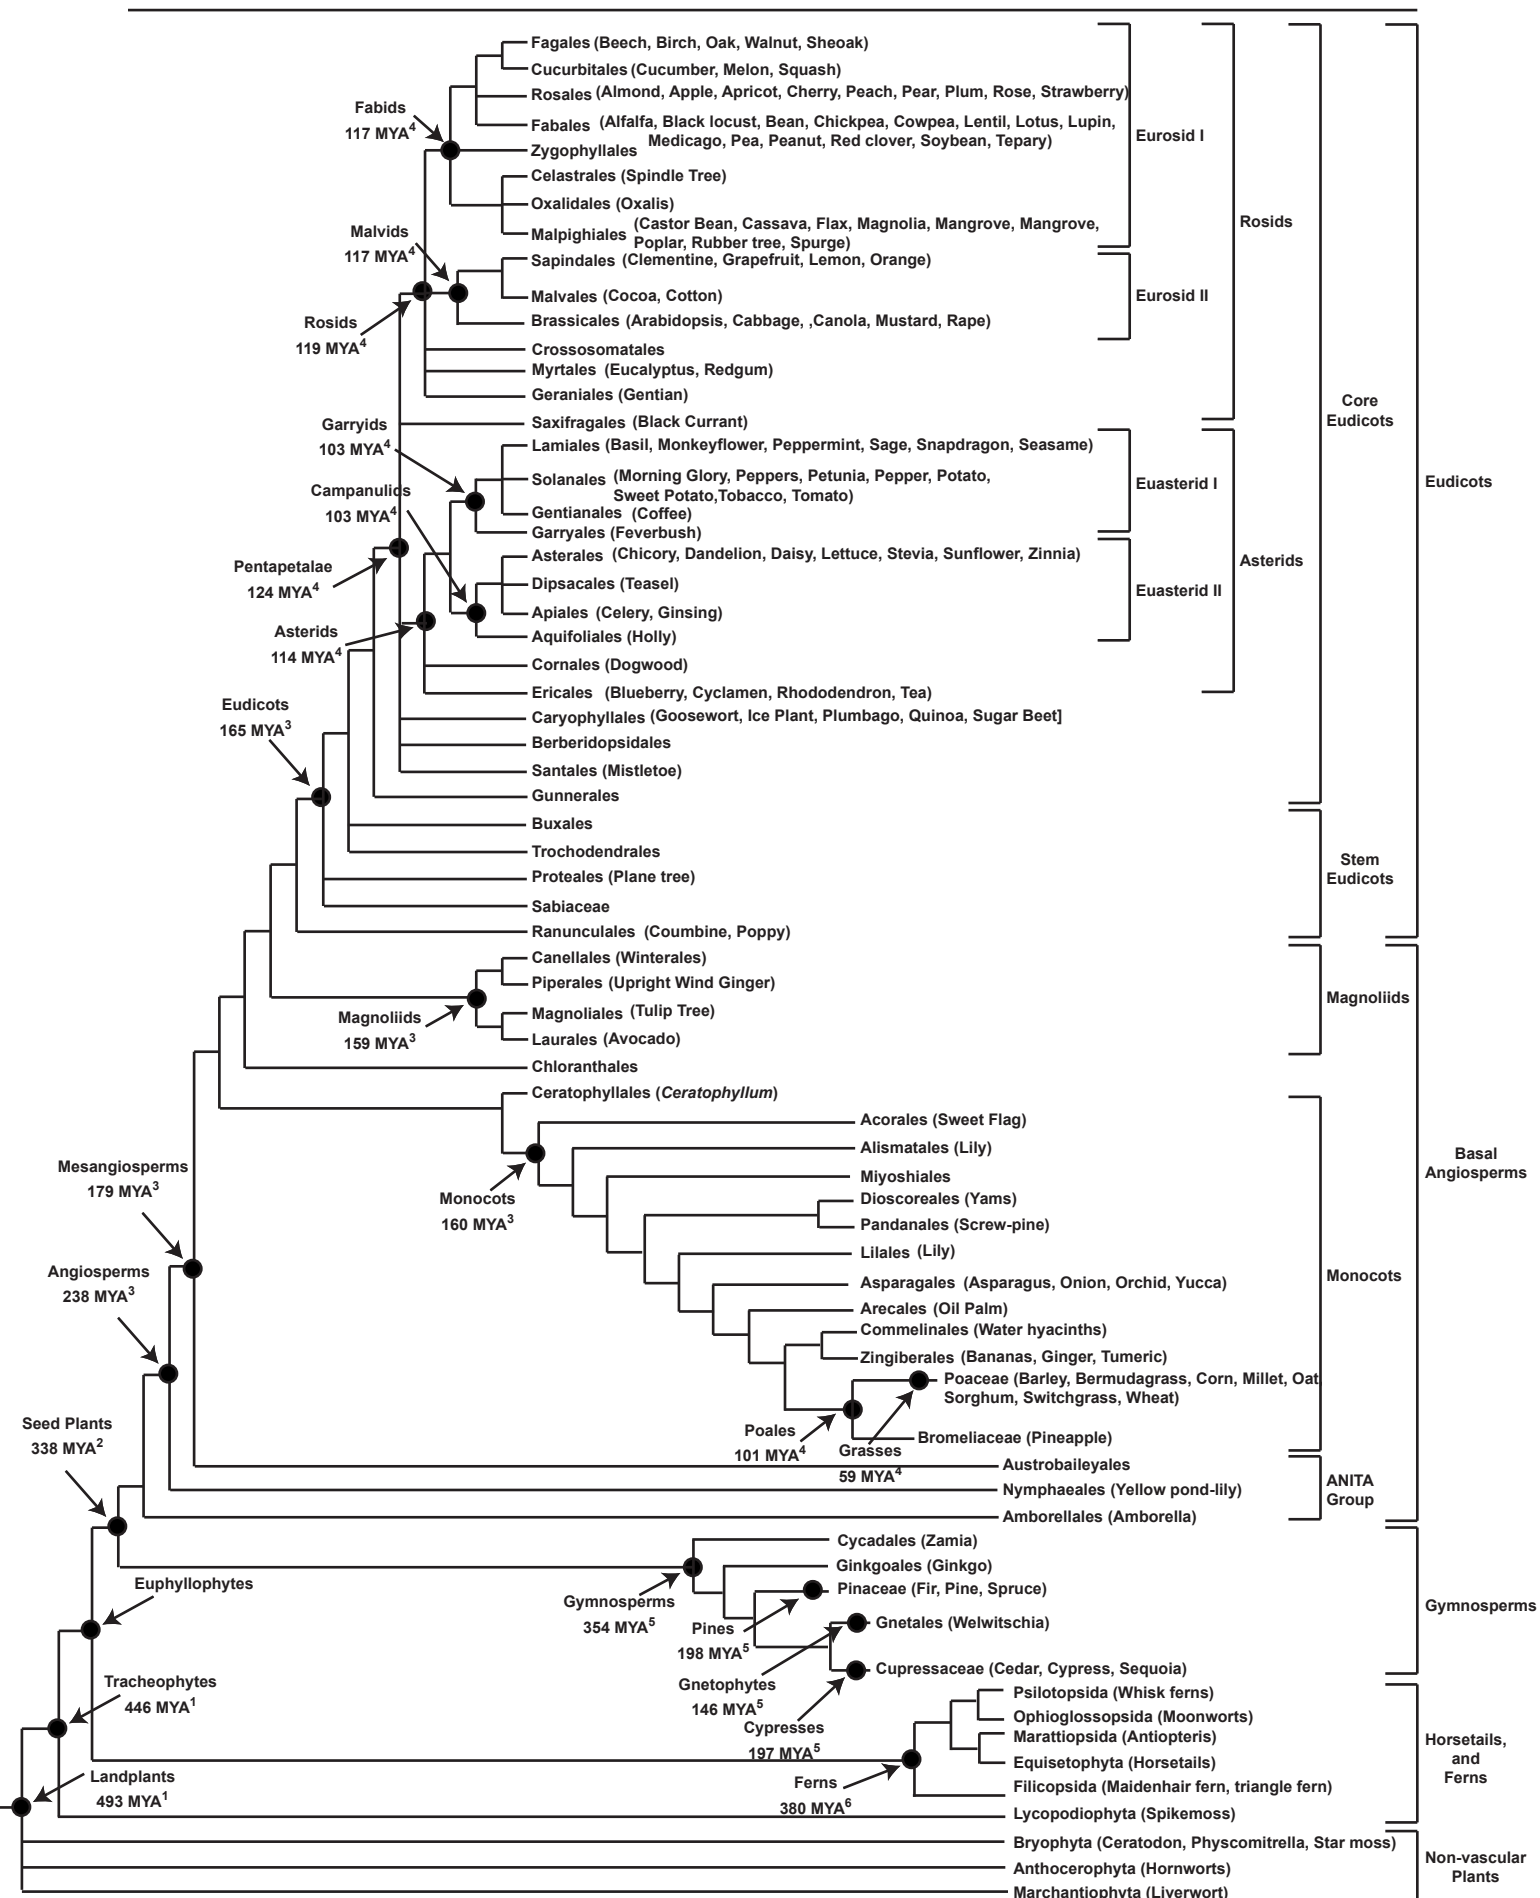 Fagales (Beech, Birch, Oak, Walnut, Sheoak)
Cucurbitales (Cucumber, Melon, Squash)
Rosales (Almond, Apple, Apricot, Cherry, Peach, Pear, Plum, Rose, Strawberry)
Fabids
117 MYA4
Fabales (Alfalfa, Black locust, Bean, Chickpea, Cowpea, Lentil, Lotus, Lupin,
Medicago, Pea, Peanut, Red clover, Soybean, Tepary)
Eurosid I
Zygophyllales
Celastrales (Spindle Tree)
Oxalidales (Oxalis)
Rosids
Malpighiales (Castor Bean, Cassava, Flax, Magnolia, Mangrove, Mangrove,
Poplar, Rubber tree, Spurge)
Malvids
117 MYA4
Sapindales (Clementine, Grapefruit, Lemon, Orange)
Malvales (Cocoa, Cotton)
Eurosid II
Brassicales (Arabidopsis, Cabbage, ,Canola, Mustard, Rape)
Rosids
119 MYA4
Crossosomatales
Myrtales (Eucalyptus, Redgum)
Geraniales (Gentian)
Core
Eudicots
Saxifragales (Black Currant)
Garryids
103 MYA4
Lamiales (Basil, Monkeyflower, Peppermint, Sage, Snapdragon, Seasame)
Solanales (Morning Glory, Peppers, Petunia, Pepper, Potato,
Sweet Potato,Tobacco, Tomato)
Euasterid I
Eudicots
Campanulids
103 MYA4
Gentianales (Coffee)
Garryales (Feverbush)
Asterales (Chicory, Dandelion, Daisy, Lettuce, Stevia, Sunflower, Zinnia)
Asterids
Pentapetalae
124 MYA4
Dipsacales (Teasel)
Euasterid II
Apiales (Celery, Ginsing)
Aquifoliales (Holly)
Asterids
114 MYA4
Cornales (Dogwood)
Ericales (Blueberry, Cyclamen, Rhododendron, Tea)
Eudicots
165 MYA3
Caryophyllales (Goosewort, Ice Plant, Plumbago, Quinoa, Sugar Beet]
Berberidopsidales
Santales (Mistletoe)
Gunnerales
Buxales
Trochodendrales
Stem
Eudicots
Proteales (Plane tree)
Sabiaceae
Ranunculales (Coumbine, Poppy)
Canellales (Winterales)
Piperales (Upright Wind Ginger)
Magnoliids
Magnoliids
159 MYA3
Magnoliales (Tulip Tree)
Laurales (Avocado)
Chloranthales
Ceratophyllales (Ceratophyllum)
Acorales (Sweet Flag)
Alismatales (Lily)
Basal
Angiosperms
Mesangiosperms
179 MYA3
Miyoshiales
Monocots
160 MYA3
Dioscoreales (Yams)
Pandanales (Screw-pine)
Lilales (Lily)
Angiosperms
238 MYA3
Monocots
Asparagales (Asparagus, Onion, Orchid, Yucca)
Arecales (Oil Palm)
Commelinales (Water hyacinths)
Zingiberales (Bananas, Ginger, Tumeric)
Poaceae (Barley, Bermudagrass, Corn, Millet, Oat
Sorghum, Switchgrass, Wheat)
Seed Plants
338 MYA2
Poales
101 MYA4
Bromeliaceae (Pineapple)
Grasses
59 MYA4
Austrobaileyales
Nymphaeales (Yellow pond-lily)
ANITA
Group
Amborellales (Amborella)
Cycadales (Zamia)
Ginkgoales (Ginkgo)
Euphyllophytes
Pinaceae (Fir, Pine, Spruce)
Gymnosperms
354 MYA5
Gymnosperms
Gnetales (Welwitschia)
Pines
198 MYA5
Cupressaceae (Cedar, Cypress, Sequoia)
Gnetophytes
146 MYA5
Tracheophytes
446 MYA1
Cypresses
197 MYA5
Psilotopsida (Whisk ferns)
Ophioglossopsida (Moonworts)
Marattiopsida (Antiopteris)
Horsetails,
and
Ferns
Equisetophyta (Horsetails)
Landplants
493 MYA1
Ferns
380 MYA6
Filicopsida (Maidenhair fern, triangle fern)
Lycopodiophyta (Spikemoss)
Bryophyta (Ceratodon, Physcomitrella, Star moss)
Non-vascular
Plants
Anthocerophyta (Hornworts)
Marchantiophyta (Liverwort)